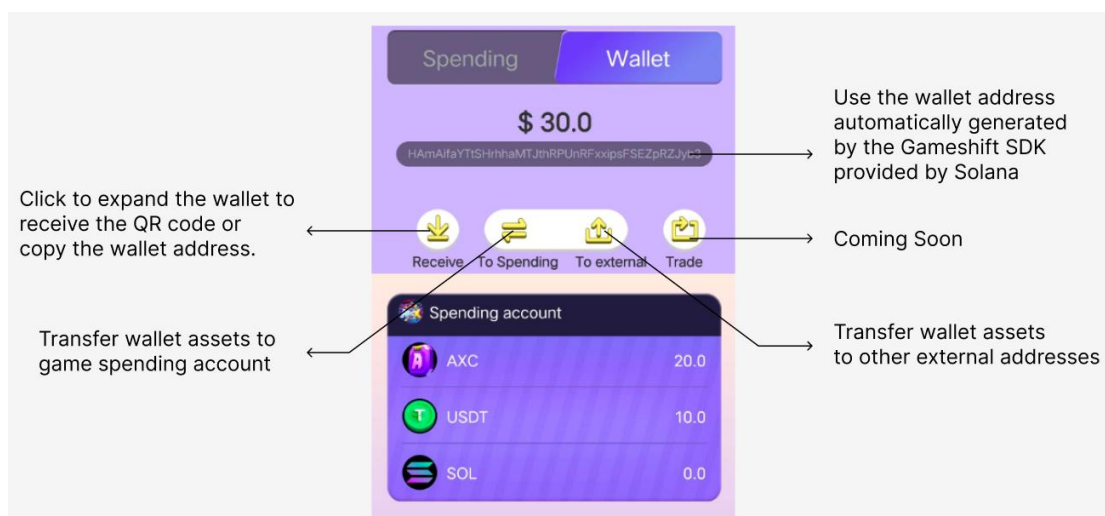 Spending
Wallet
$ 30.0
Use the wallet address
automatically generated
by the Gameshift SDK
provided by Solana
Click to expand the wallet to
receive the QR code or
copy the wallet address.
Receive
To Spending
To external
Trade
Coming Soon
Spending account
Transfer wallet assets to
game spending account
Transfer wallet assets
to other external addresses
AXC
20.0
USDT
10.0
SOL
0.0